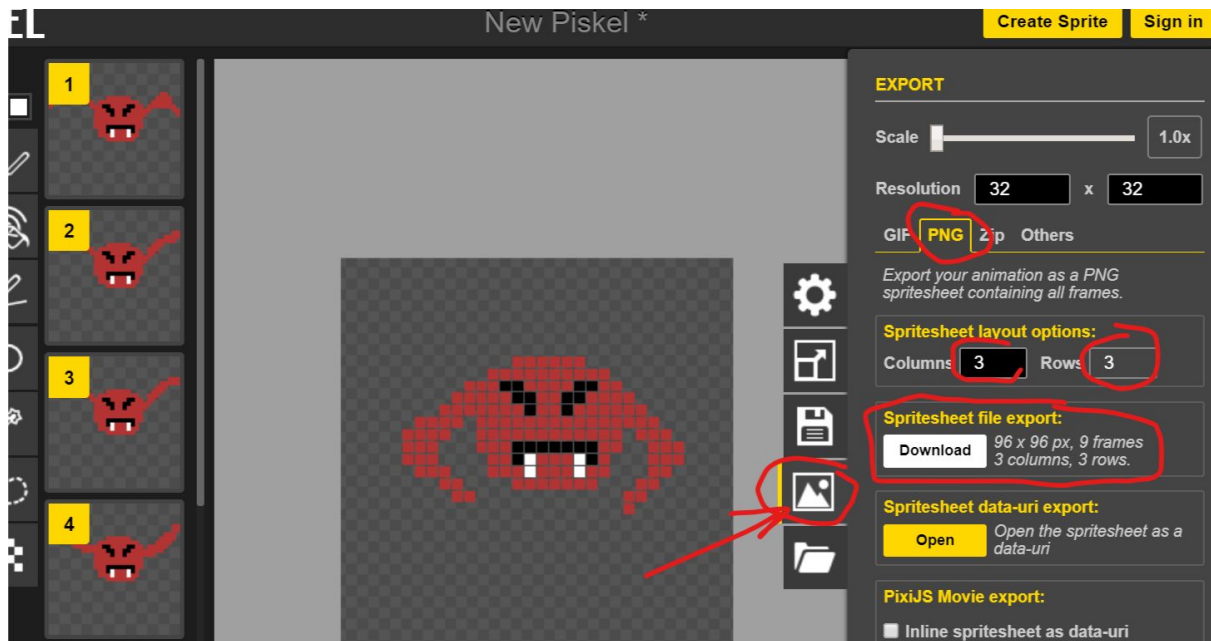 EL
New Piskel *
Create Sprite
Sign in
1
2
3
4
EXPORT
Scale
1.0x
Resolution 32 x 32
GIF PNG Zip Others
Export your animation as a PNG
spritesheet containing all frames.
Spritesheet layout options:
Columns 3 Rows 3
Spritesheet file export:
Download
96 x 96 px, 9 frames
3 columns, 3 rows.
Spritesheet data-uri export:
Open
Open the spritesheet as a
data-uri
PixiJS Movie export:
Inline spritesheet as data-uri